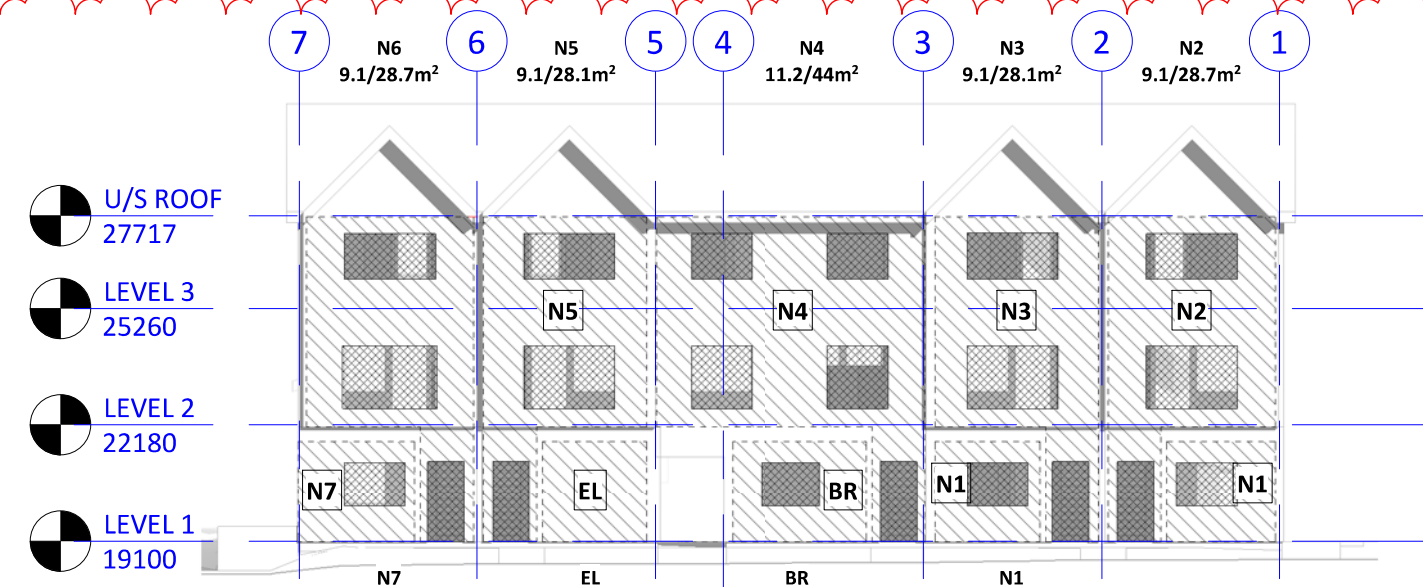 7
6
5
4
3
2
1
N6
9.1/28.7m²
N5
9.1/28.1m²
N4
11.2/44m²
N3
9.1/28.1m²
N2
9.1/28.7m²
U/S ROOF
27717
LEVEL 3
25260
N5
N4
N3
N2
LEVEL 2
22180
N7
EL
BR
N1
N1
LEVEL 1
19100
N7
EL
BR
N1